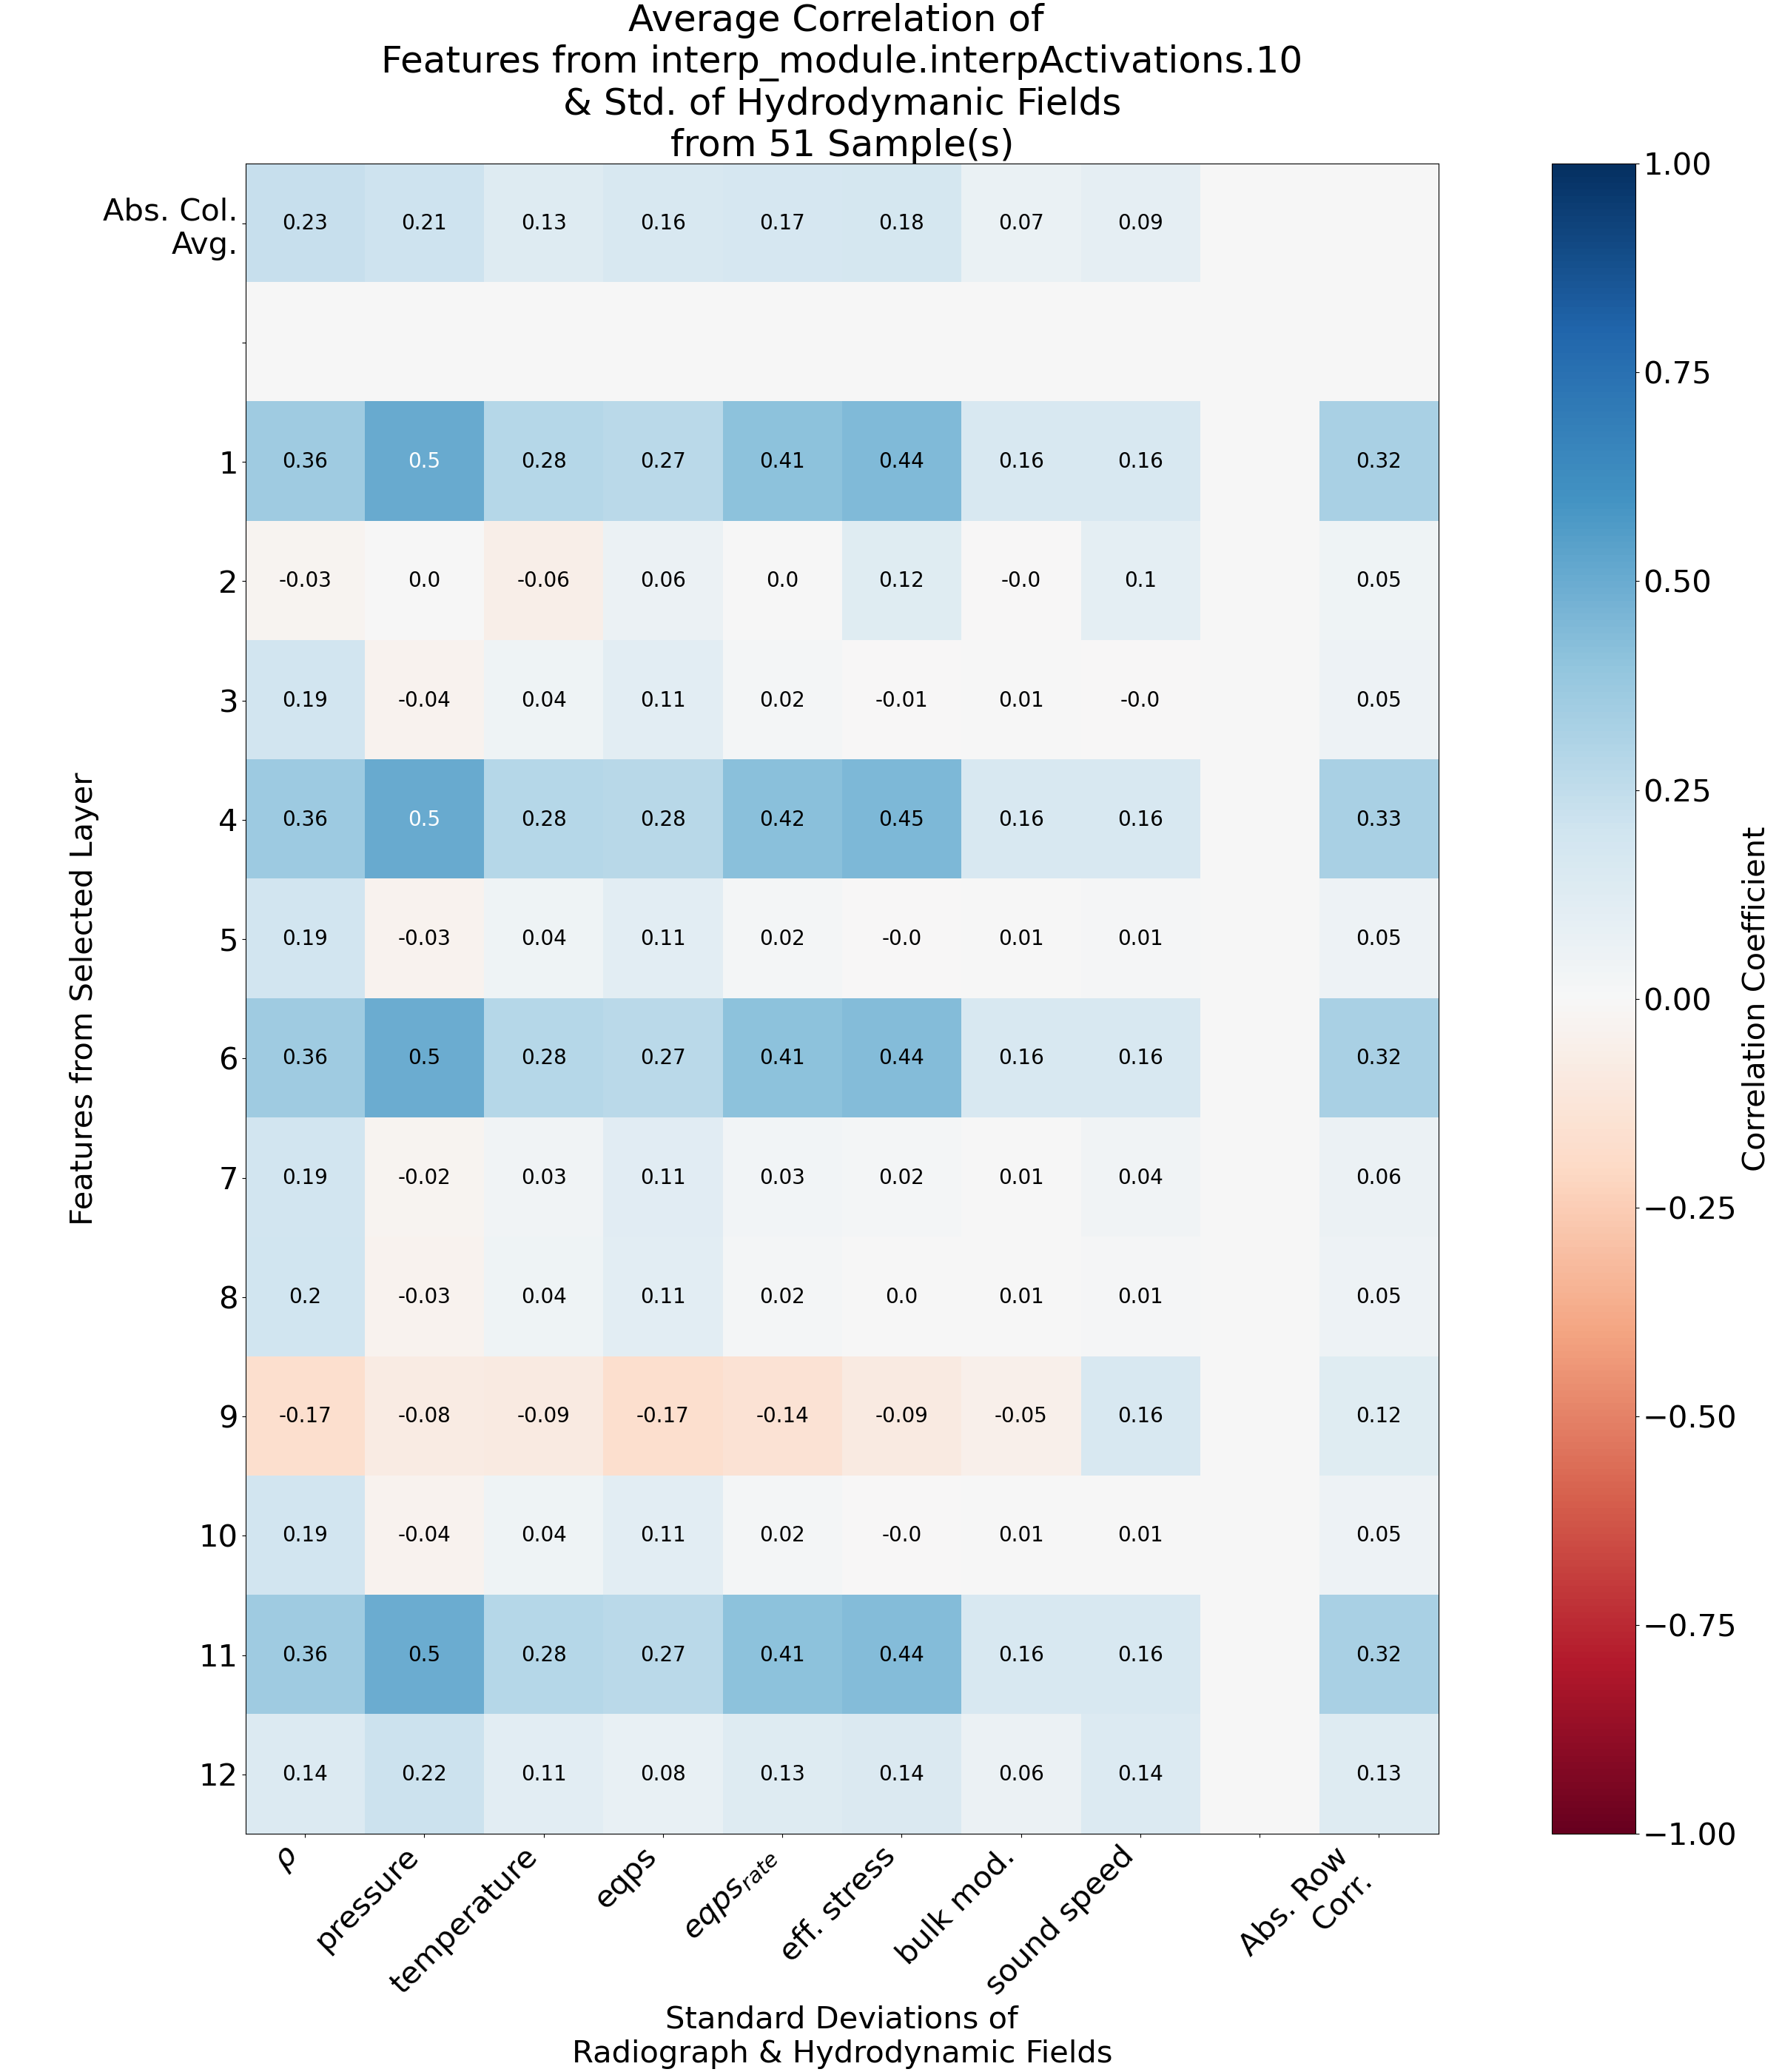 Average Correlation of
Features from interp_module.interpActivations.10
& Std. of Hydrodymanic Fields
from 51 Sample(s)
Abs. Col.
Avg.
0.23 0.21 0.13 0.16 0.17 0.18 0.07 0.09
1 0.36 0.5 0.28 0.27 0.41 0.44 0.16 0.16 0.32
2 -0.03 0.0 -0.06 0.06 0.0 0.12 -0.0 0.1 0.05
3 0.19 -0.04 0.04 0.11 0.02 -0.01 0.01 -0.0 0.05
4 0.36 0.5 0.28 0.28 0.42 0.45 0.16 0.16 0.33
5 0.19 -0.03 0.04 0.11 0.02 -0.0 0.01 0.01 0.05
6 0.36 0.5 0.28 0.27 0.41 0.44 0.16 0.16 0.32
7 0.19 -0.02 0.03 0.11 0.03 0.02 0.01 0.04 0.06
8 0.2 -0.03 0.04 0.11 0.02 0.0 0.01 0.01 0.05
9 -0.17 -0.08 -0.09 -0.17 -0.14 -0.09 -0.05 0.16 0.12
10 0.19 -0.04 0.04 0.11 0.02 -0.0 0.01 0.01 0.05
11 0.36 0.5 0.28 0.27 0.41 0.44 0.16 0.16 0.32
12 0.14 0.22 0.11 0.08 0.13 0.14 0.06 0.14 0.13
Features from Selected Layer
ρ
pressure
temperature
eqps
eqps_rate
eff. stress
bulk mod.
sound speed
Abs. Row
Corr.
Standard Deviations of
Radiograph & Hydrodynamic Fields
1.00
0.75
0.50
0.25
0.00
−0.25
−0.50
−0.75
−1.00
Correlation Coefficient